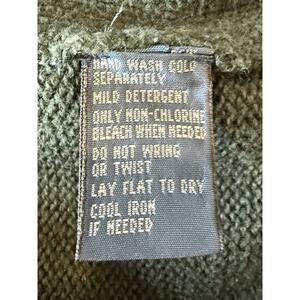 HAND WASH COLD
SEPARATELY
MILD DETERGENT
ONLY NON-CHLORINE
BLEACH WHEN NEEDED
DO NOT WRING
OR TWIST
LAY FLAT TO DRY
COOL IRON
IF NEEDED